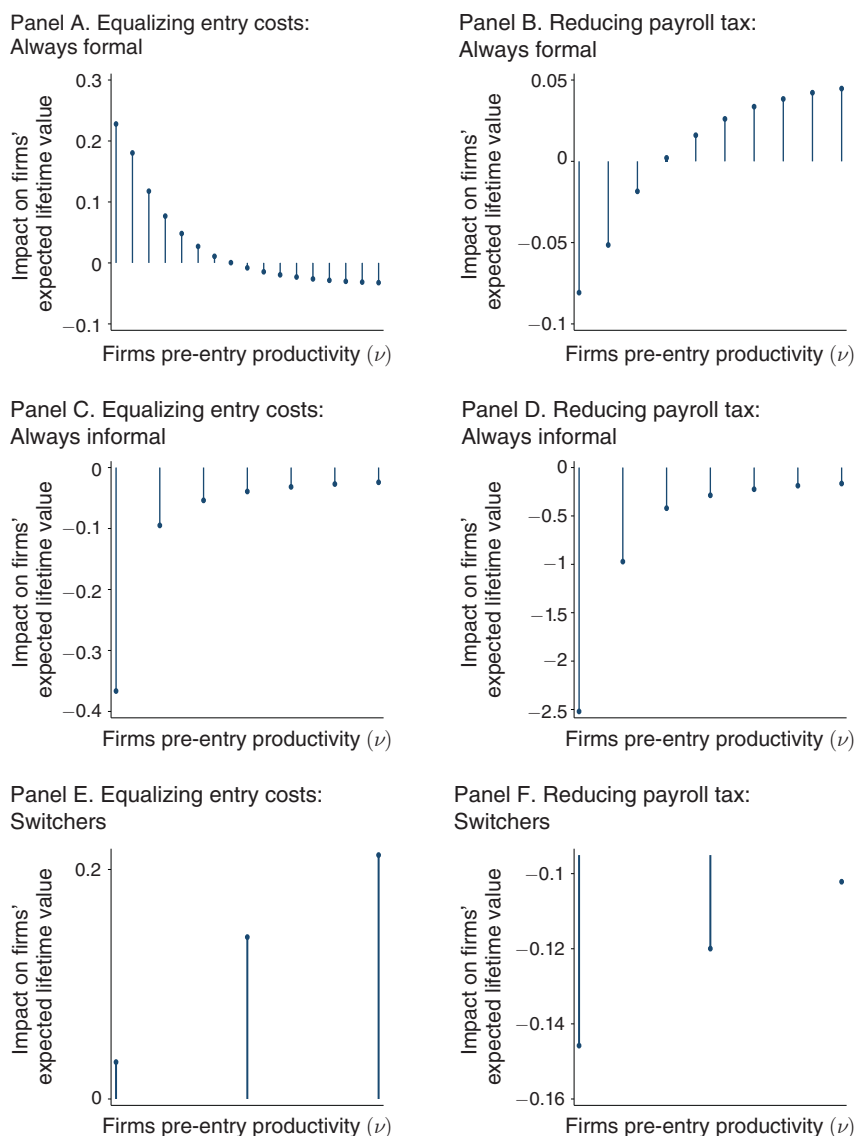 Panel A. Equalizing entry costs:
Always formal
Impact on firms'
expected lifetime value
0.3
0.2
0.1
0
−0.1
Firms pre-entry productivity (ν)
Panel B. Reducing payroll tax:
Always formal
Impact on firms'
expected lifetime value
0.05
0
−0.05
−0.1
Firms pre-entry productivity (ν)
Panel C. Equalizing entry costs:
Always informal
Impact on firms'
expected lifetime value
0
−0.1
−0.2
−0.3
−0.4
Firms pre-entry productivity (ν)
Panel D. Reducing payroll tax:
Always informal
Impact on firms'
expected lifetime value
0
−0.5
−1
−1.5
−2
−2.5
Firms pre-entry productivity (ν)
Panel E. Equalizing entry costs:
Switchers
Impact on firms'
expected lifetime value
0.2
0
Firms pre-entry productivity (ν)
Panel F. Reducing payroll tax:
Switchers
Impact on firms'
expected lifetime value
−0.1
−0.12
−0.14
−0.16
Firms pre-entry productivity (ν)